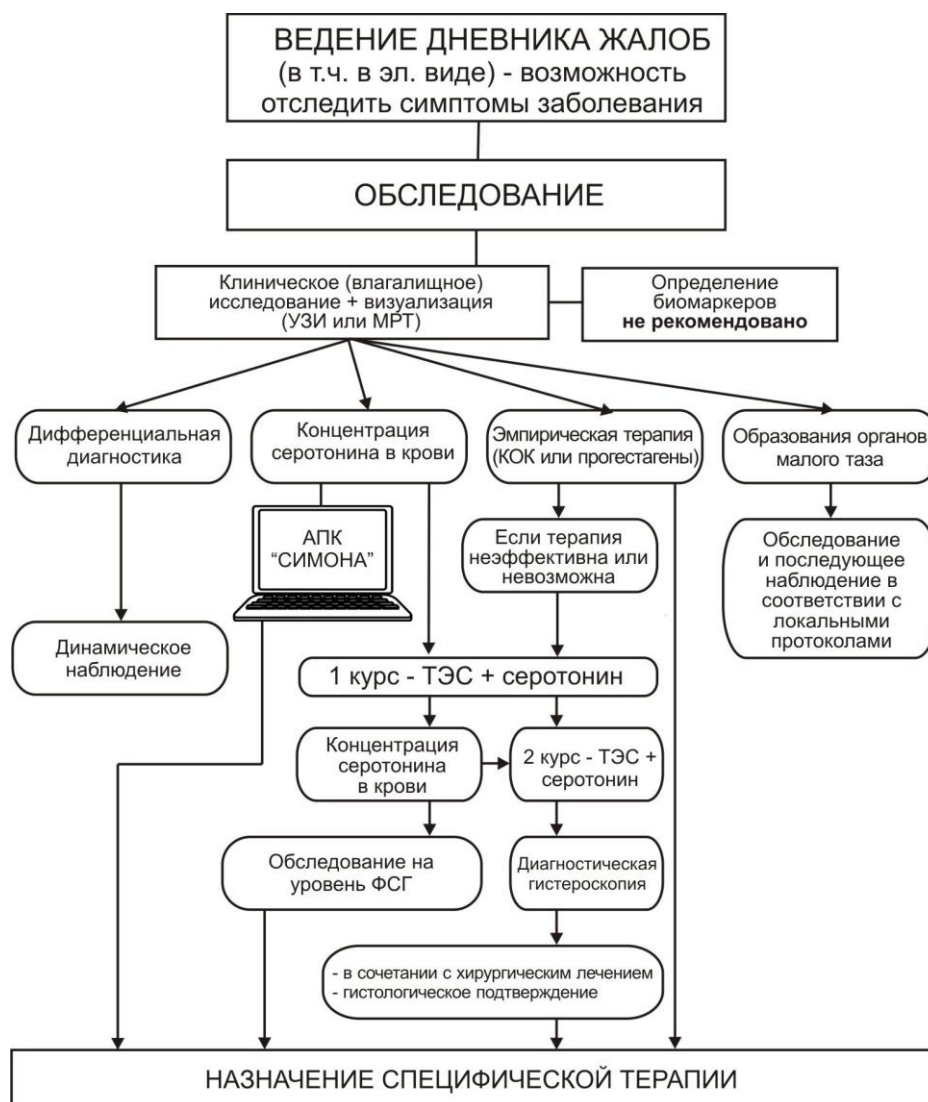 ВЕДЕНИЕ ДНЕВНИКА ЖАЛОБ
(в т.ч. в эл. виде) - возможность
отследить симптомы заболевания
ОБСЛЕДОВАНИЕ
Клиническое (влагалищное)
исследование + визуализация
(УЗИ или МРТ)
Определение
биомаркеров
не рекомендовано
Дифференциальная
диагностика
Концентрация
серотонина в крови
Эмпирическая терапия
(КОК или прогестагены)
Образования органов
малого таза
АПК
“СИМОНА”
Если терапия
неэффективна или
невозможна
Обследование
и последующее
наблюдение в
соответствии с
локальными
протоколами
Динамическое
наблюдение
1 курс - ТЭС + серотонин
Концентрация
серотонина
в крови
2 курс - ТЭС +
серотонин
Обследование на
уровень ФСГ
Диагностическая
гистероскопия
- в сочетании с хирургическим лечением
- гистологическое подтверждение
НАЗНАЧЕНИЕ СПЕЦИФИЧЕСКОЙ ТЕРАПИИ